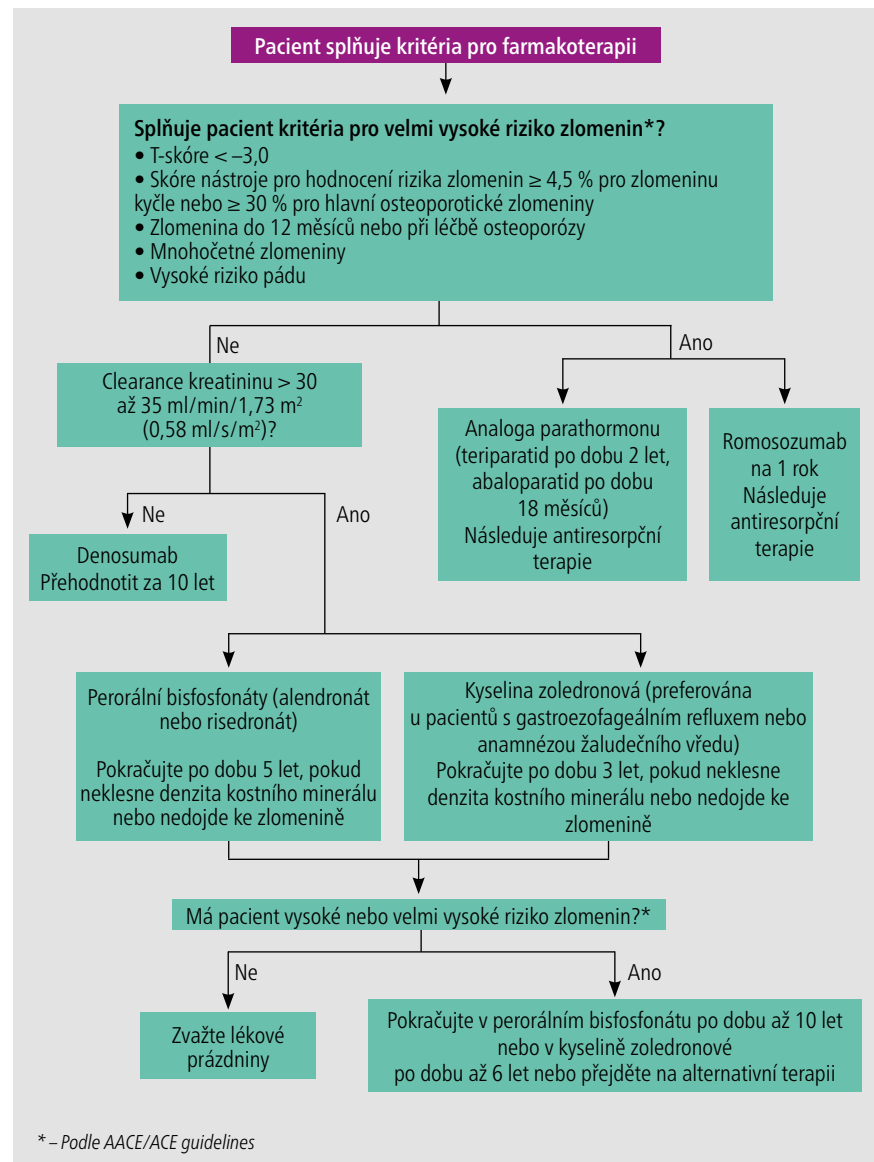 Pacient splňuje kritéria pro farmakoterapii
Splňuje pacient kritéria pro velmi vysoké riziko zlomenin*?
• T-skóre < –3,0
• Skóre nástroje pro hodnocení rizika zlomenin ≥ 4,5 % pro zlomeninu
kyčle nebo ≥ 30 % pro hlavní osteoporotické zlomeniny
• Zlomenina do 12 měsíců nebo při léčbě osteoporózy
• Mnohočetné zlomeniny
• Vysoké riziko pádu
Ne
Ano
Clearance kreatininu > 30
až 35 ml/min/1,73 m²
(0,58 ml/s/m²)?
Analoga parathormonu
(teriparatid po dobu 2 let,
abaloparatid po dobu
18 měsíců)
Následuje antiresorpční
terapie
Romosozumab
na 1 rok
Následuje
antiresorpční
terapie
Ne
Ano
Denosumab
Přehodnotit za 10 let
Perorální bisfosfonáty (alendronát
nebo risedronát)
Pokračujte po dobu 5 let, pokud
neklesne denzita kostního minerálu
nebo nedojde ke zlomenině
Kyselina zoledronová (preferována
u pacientů s gastroezofageálním refluxem nebo
anamnézou žaludečního vředu)
Pokračujte po dobu 3 let, pokud neklesne
denzita kostního minerálu nebo nedojde ke
zlomenině
Má pacient vysoké nebo velmi vysoké riziko zlomenin?*
Ne
Ano
Zvažte lékové
prázdniny
Pokračujte v perorálním bisfosfonátu po dobu až 10 let
nebo v kyselině zoledronové
po dobu až 6 let nebo přejděte na alternativní terapii
* – Podle AACE/ACE guidelines